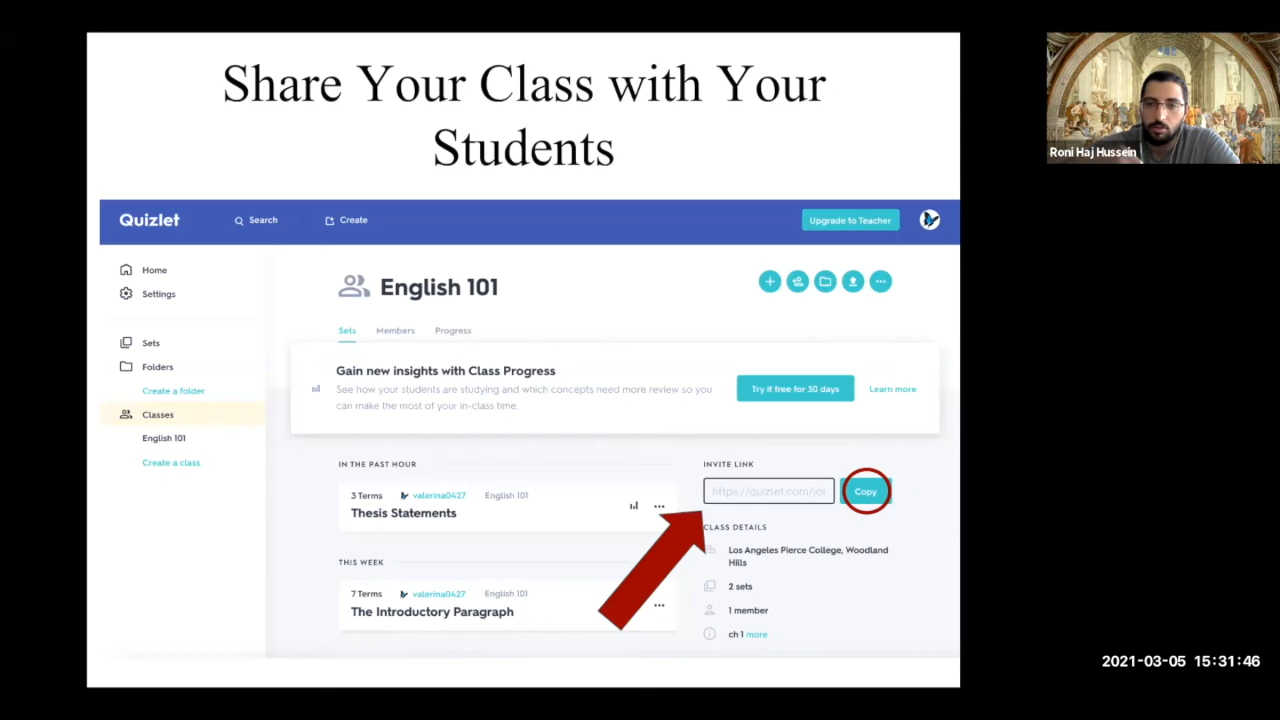 Share Your Class with Your
Students
Quizlet
Search
Create
Upgrade to Teacher
Home
Settings
Sets
Folders
Create a folder
Classes
English 101
Create a class
English 101
Sets
Members
Progress
Gain new insights with Class Progress
See how your students are studying and which concepts need more review so you
can make the most of your in-class time.
Try it free for 30 days
Learn more
IN THE PAST HOUR
3 Terms valerina0427 English 101
Thesis Statements
THIS WEEK
7 Terms valerina0427 English 101
The Introductory Paragraph
INVITE LINK
https://quizlet.com/joi
Copy
CLASS DETAILS
Los Angeles Pierce College, Woodland
Hills
2 sets
1 member
ch 1 more
Roni Haj Hussein
2021-03-05 15:31:46